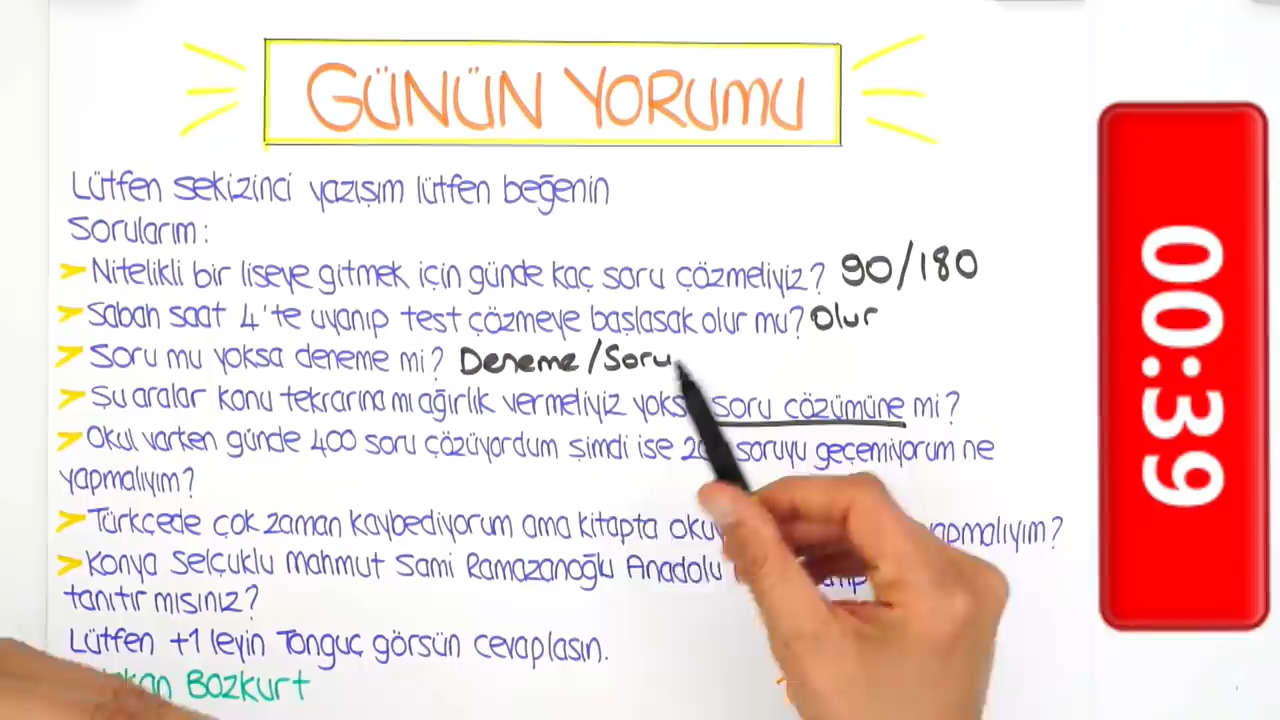 GÜNÜN YORUMU
Lütfen sekizinci yazışım lütfen beğenin
Sorularım:
➤ Nitelikli bir liseye gitmek için günde kaç soru çözmeliyiz? 90/180
➤ Sabah saat 4'te uyanıp test çözmeye başlasak olur mu? Olur
➤ Soru mu yoksa deneme mi? Deneme/Soru
➤ Şu aralar konu tekrarına mı ağırlık vermeliyiz soru çözümüne mi?
➤ Okul varken günde 400 soru çözüyordum şimdi ise soruyu geçemiyorum ne
yapmalıyım?
➤ Türkçede çok zaman kaybediyorum ama kitapta yapmalıyım?
➤ Konya Selçuklu Mahmut Sami Ramazanoğlu Anadolu
tanıtır mısınız?
Lütfen +1 leyin Tonguç görsün cevaplasın.
Bozkurt
00:39